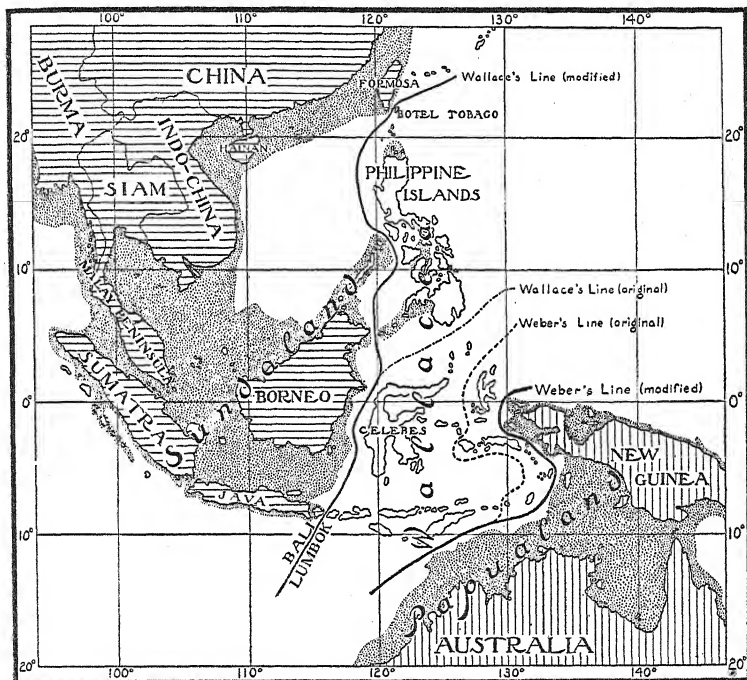 100° 110° 120° 130° 140°
CHINA
FORMOSA
Wallace's Line (modified)
BURMA
BOTEL TOBAGO
20° 20°
INDO-CHINA
HAINAN
PHILIPPINE
ISLANDS
SIAM
10° 10°
Wallace's Line (original)
MALAY PENINSULA
Weber's Line (original)
Sundaland
Wallacea
SUMATRA
BORNEO
Weber's Line (modified)
0° 0°
CELEBES
NEW
GUINEA
JAVA
10° 10°
BALI
LUMBOK
Papualand
AUSTRALIA
20° 20°
100° 110° 120° 130° 140°